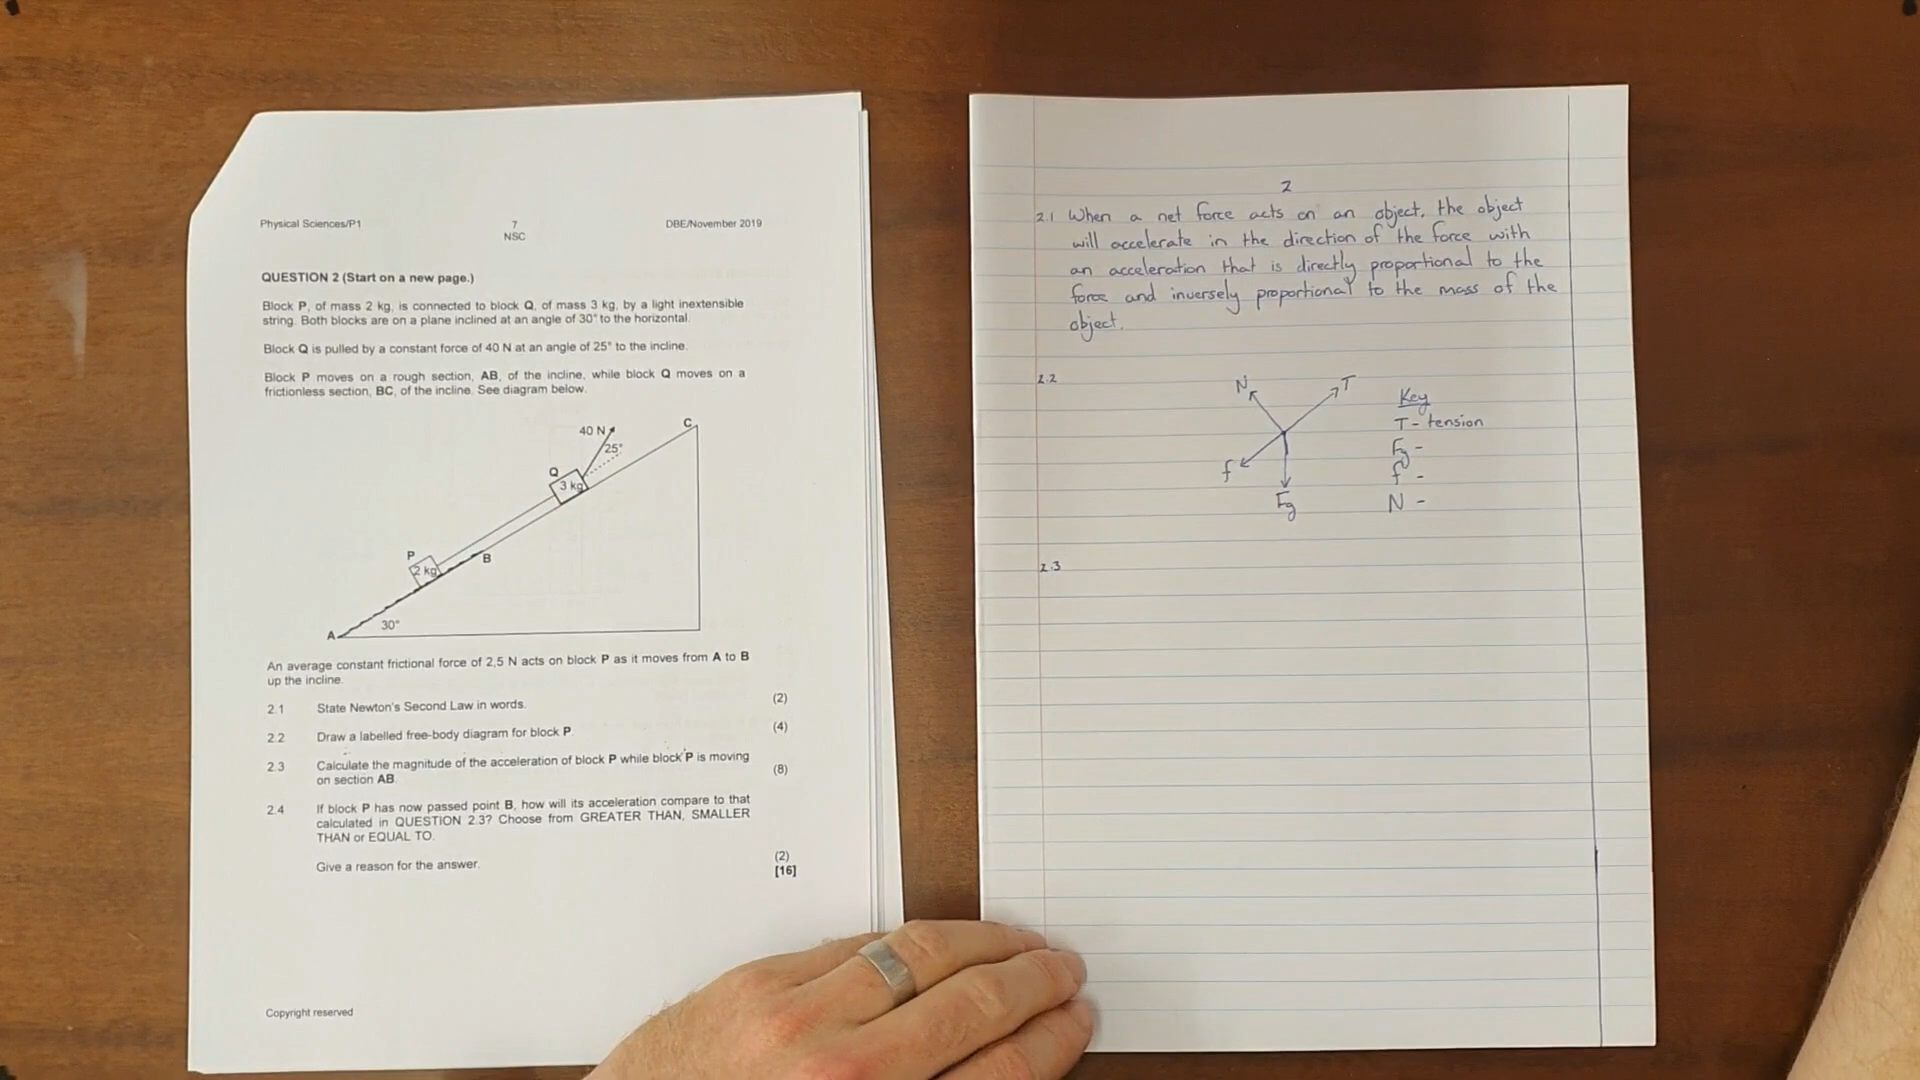 Physical Sciences/P1
7
NSC
DBE/November 2019
QUESTION 2 (Start on a new page.)
Block P, of mass 2 kg, is connected to block Q, of mass 3 kg, by a light inextensible
string. Both blocks are on a plane inclined at an angle of 30° to the horizontal.
Block Q is pulled by a constant force of 40 N at an angle of 25° to the incline.
Block P moves on a rough section, AB, of the incline, while block Q moves on a
frictionless section, BC, of the incline. See diagram below.
40 N
C
25°
Q
3 kg
P
B
2 kg
30°
A
An average constant frictional force of 2,5 N acts on block P as it moves from A to B
up the incline.
2.1 State Newton's Second Law in words. (2)
2.2 Draw a labelled free-body diagram for block P. (4)
2.3 Calculate the magnitude of the acceleration of block P while block P is moving
on section AB. (8)
2.4 If block P has now passed point B, how will its acceleration compare to that
calculated in QUESTION 2.3? Choose from GREATER THAN, SMALLER
THAN or EQUAL TO.
Give a reason for the answer. (2)
[16]
Copyright reserved
2
2.1 When a net force acts on an object, the object
will accelerate in the direction of the force with
an acceleration that is directly proportional to the
force and inversely proportional to the mass of the
object.
2.2
N
T
f
Fg
Key
T - tension
Fg -
f -
N -
2.3